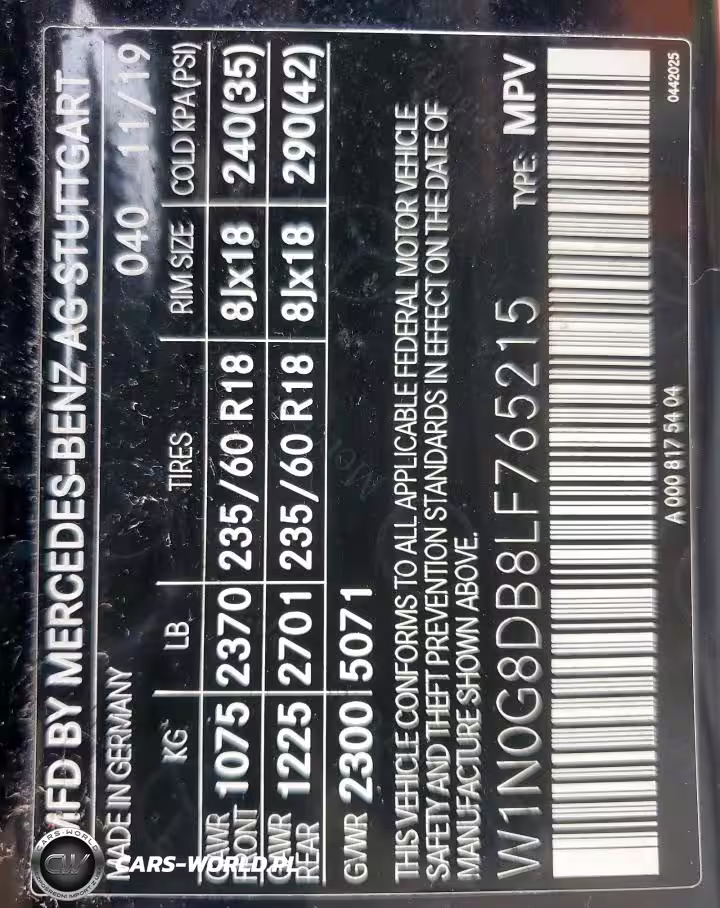 MFD BY MERCEDES-BENZ AG STUTTGART
MADE IN GERMANY 040 11/19
KG LB TIRES RIM SIZE COLD KPA (PSI)
GAWR FRONT 1075 2370 235/60 R18 8Jx18 240(35)
GAWR REAR 1225 2701 235/60 R18 8Jx18 290(42)
GVWR 2300 5071
THIS VEHICLE CONFORMS TO ALL APPLICABLE FEDERAL MOTOR VEHICLE
SAFETY AND THEFT PREVENTION STANDARDS IN EFFECT ON THE DATE OF
MANUFACTURE SHOWN ABOVE.
W1N0G8DB8LF765215 TYPE: MPV
A 000 817 54 04
0442025
CARS-WORLD.PL
CARS-WORLD
CW